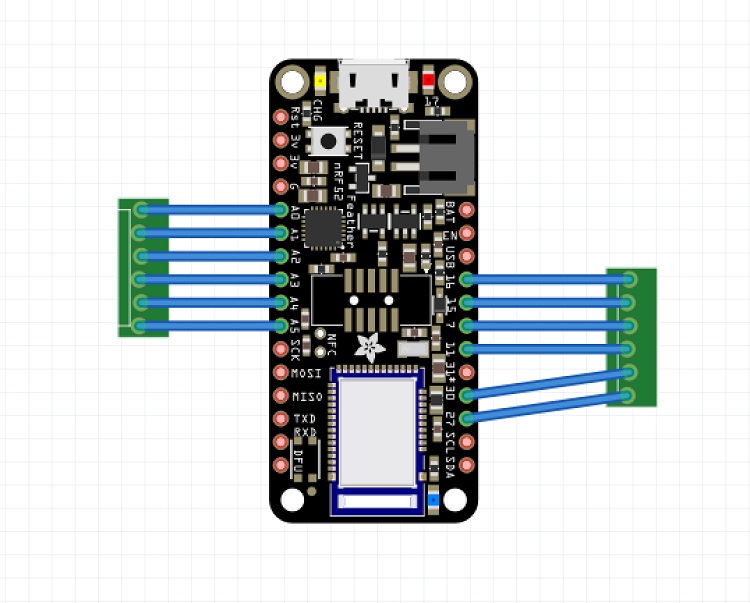 CHG
1?
RESET
nRF52
Feather
Rst
3v
3v
G
A0
A1
A2
A3
A4
A5
SCK
MOSI
MISO
TXD
RXD
DFU
NFC
BAT
EN
USB
16
15
7
11
31*
30
27
SCL
SDA